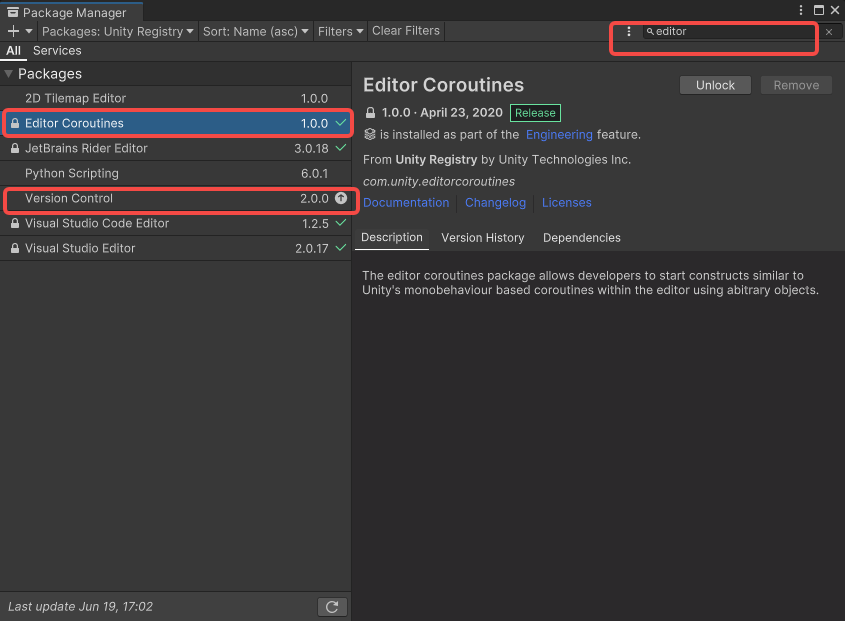 Package Manager
Packages: Unity Registry Sort: Name (asc) Filters Clear Filters editor
All Services
Packages
2D Tilemap Editor 1.0.0
Editor Coroutines 1.0.0
JetBrains Rider Editor 3.0.18
Python Scripting 6.0.1
Version Control 2.0.0
Visual Studio Code Editor 1.2.5
Visual Studio Editor 2.0.17
Last update Jun 19, 17:02
Editor Coroutines Unlock Remove
1.0.0 · April 23, 2020 Release
is installed as part of the Engineering feature.
From Unity Registry by Unity Technologies Inc.
com.unity.editorcoroutines
Documentation Changelog Licenses
Description Version History Dependencies
The editor coroutines package allows developers to start constructs similar to
Unity's monobehaviour based coroutines within the editor using abitrary objects.